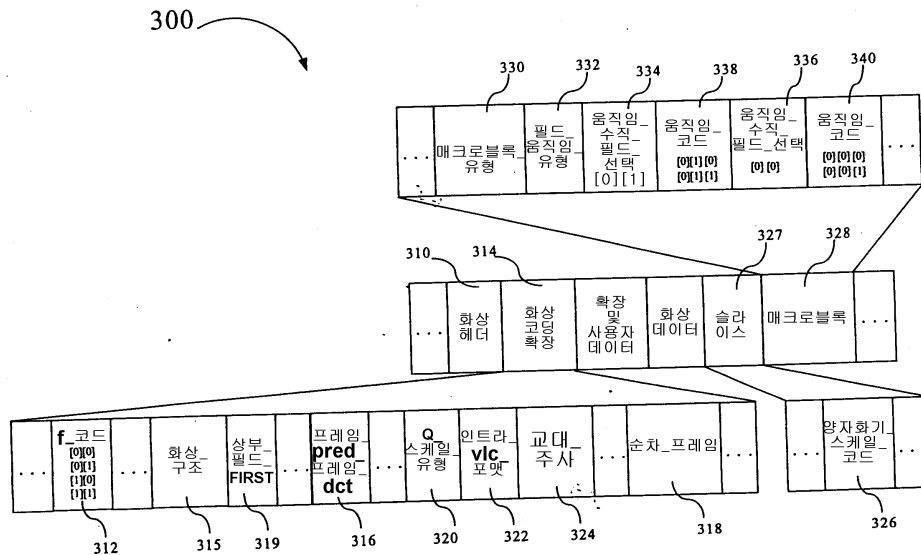 300
330
332
334
338
336
340
...
매크로블록_
유형
필드_
움직임_
유형
움직임_
수직_
필드_
선택
[0][1]
움직임_
코드
[0][1][0]
[0][1][1]
움직임_
수직_
필드_선택
[0][0]
움직임_
코드
[0][0][0]
[0][0][1]
...
310
314
327
328
...
화상
헤더
화상
코딩
확장
확장
및
사용자
데이터
화상
데이터
슬라
이스
매크로블록
...
...
f_코드
[0][0]
[0][1]
[1][0]
[1][1]
...
화상_
구조
상부_
필드_
FIRST
...
프레임_
pred_
프레임_
dct
...
Q_
스케일_
유형
인트라_
vlc_
포맷
교대_
주사
...
순차_프레임
...
...
양자화기_
스케일_
코드
...
312
315
319
316
320
322
324
318
326